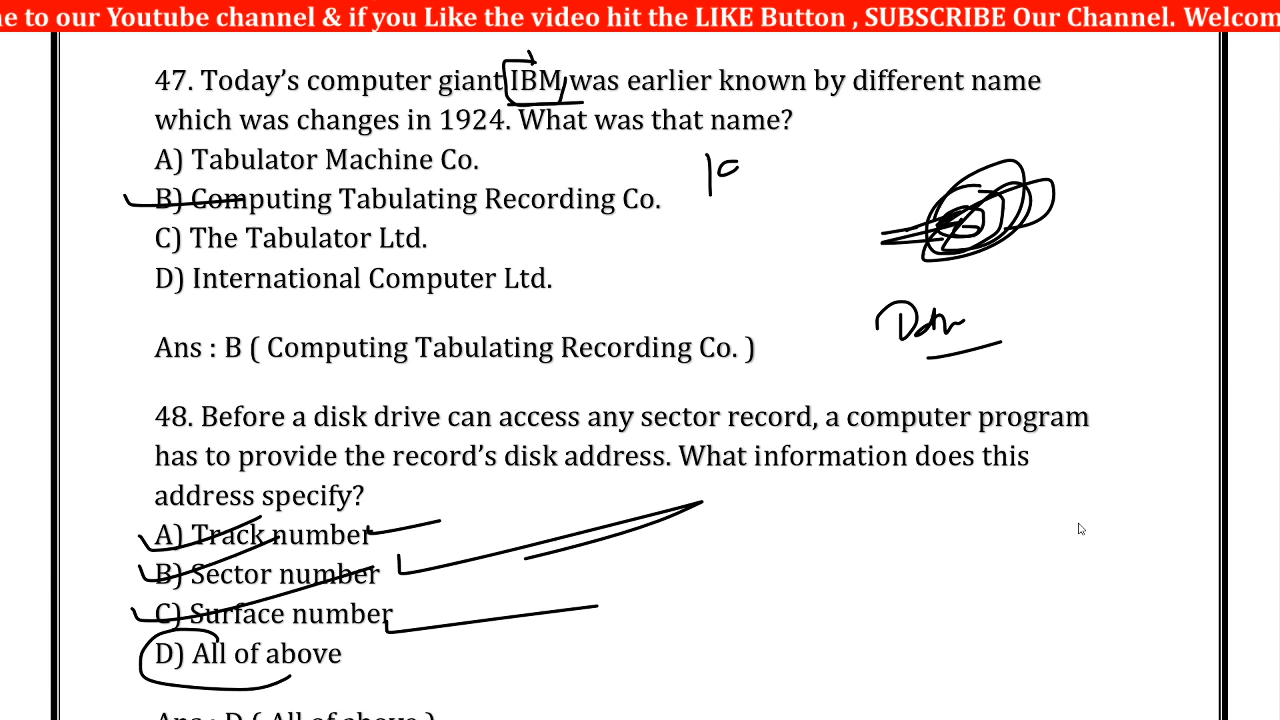 e to our Youtube channel & if you Like the video hit the LIKE Button , SUBSCRIBE Our Channel. Welcom
47. Today's computer giant IBM, was earlier known by different name
which was changes in 1924. What was that name?
A) Tabulator Machine Co.
B) Computing Tabulating Recording Co.
C) The Tabulator Ltd.
D) International Computer Ltd.
Ans : B ( Computing Tabulating Recording Co. )
48. Before a disk drive can access any sector record, a computer program
has to provide the record's disk address. What information does this
address specify?
A) Track number
B) Sector number
C) Surface number
D) All of above
Ans : D ( All of above )